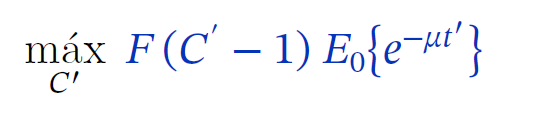 máx F(C′ − 1) E₀{e^{−μt′}}
C′